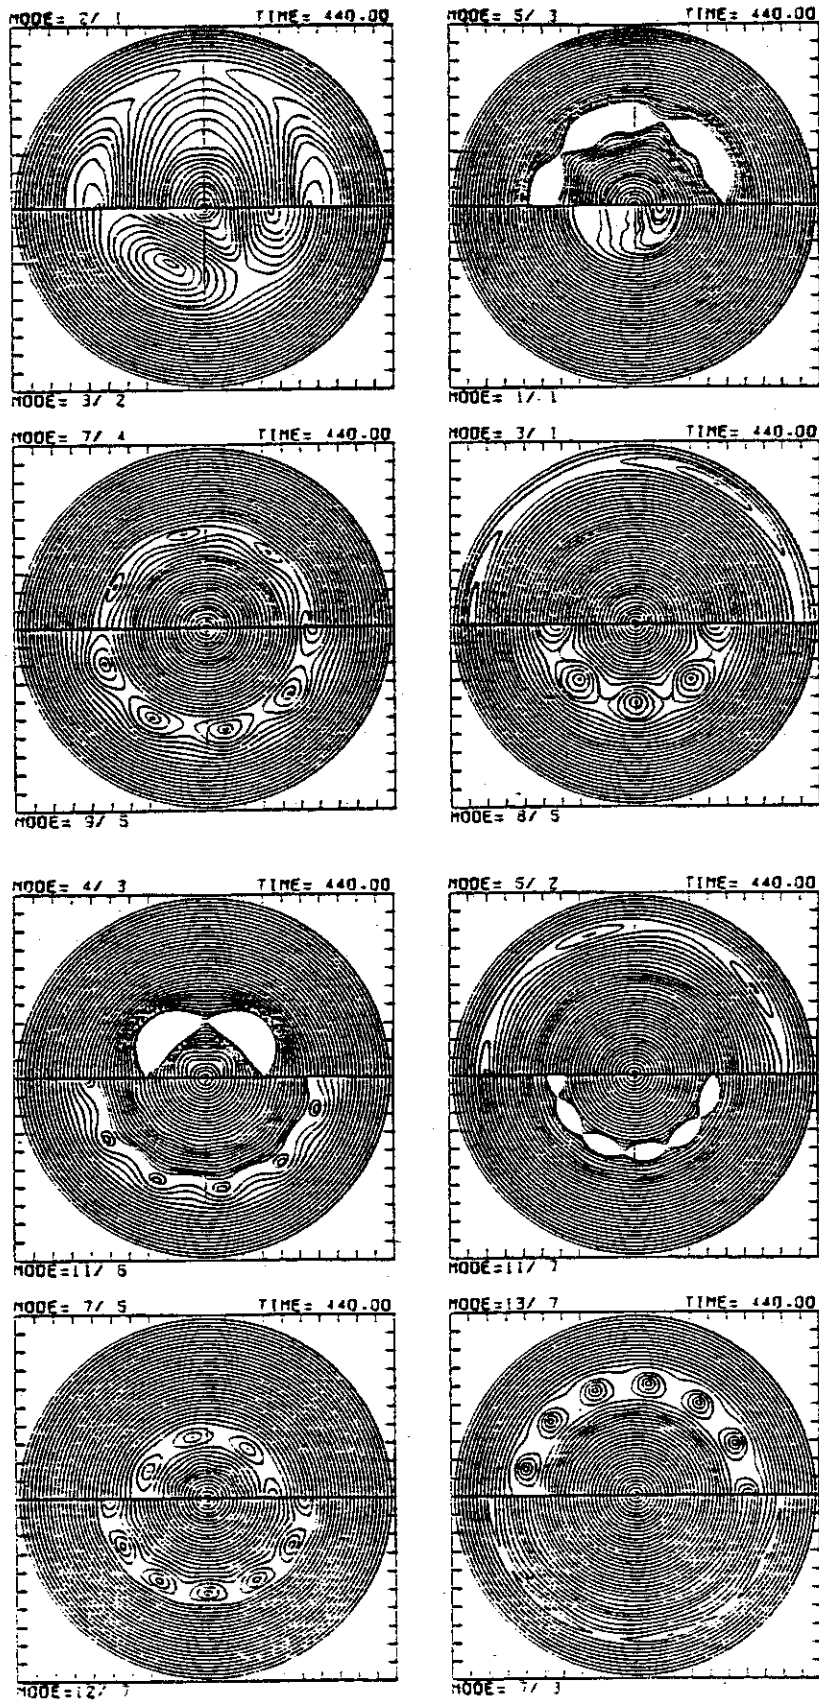 MODE= 2/ 1 TIME= 440.00
MODE= 3/ 2
MODE= 5/ 3 TIME= 440.00
MODE= 1/ 1
MODE= 7/ 4 TIME= 440.00
MODE= 9/ 5
MODE= 3/ 1 TIME= 440.00
MODE= 8/ 5
MODE= 4/ 3 TIME= 440.00
MODE=11/ 6
MODE= 5/ 2 TIME= 440.00
MODE=11/ 7
MODE= 7/ 5 TIME= 440.00
MODE=12/ 7
MODE=13/ 7 TIME= 440.00
MODE= 7/ 3